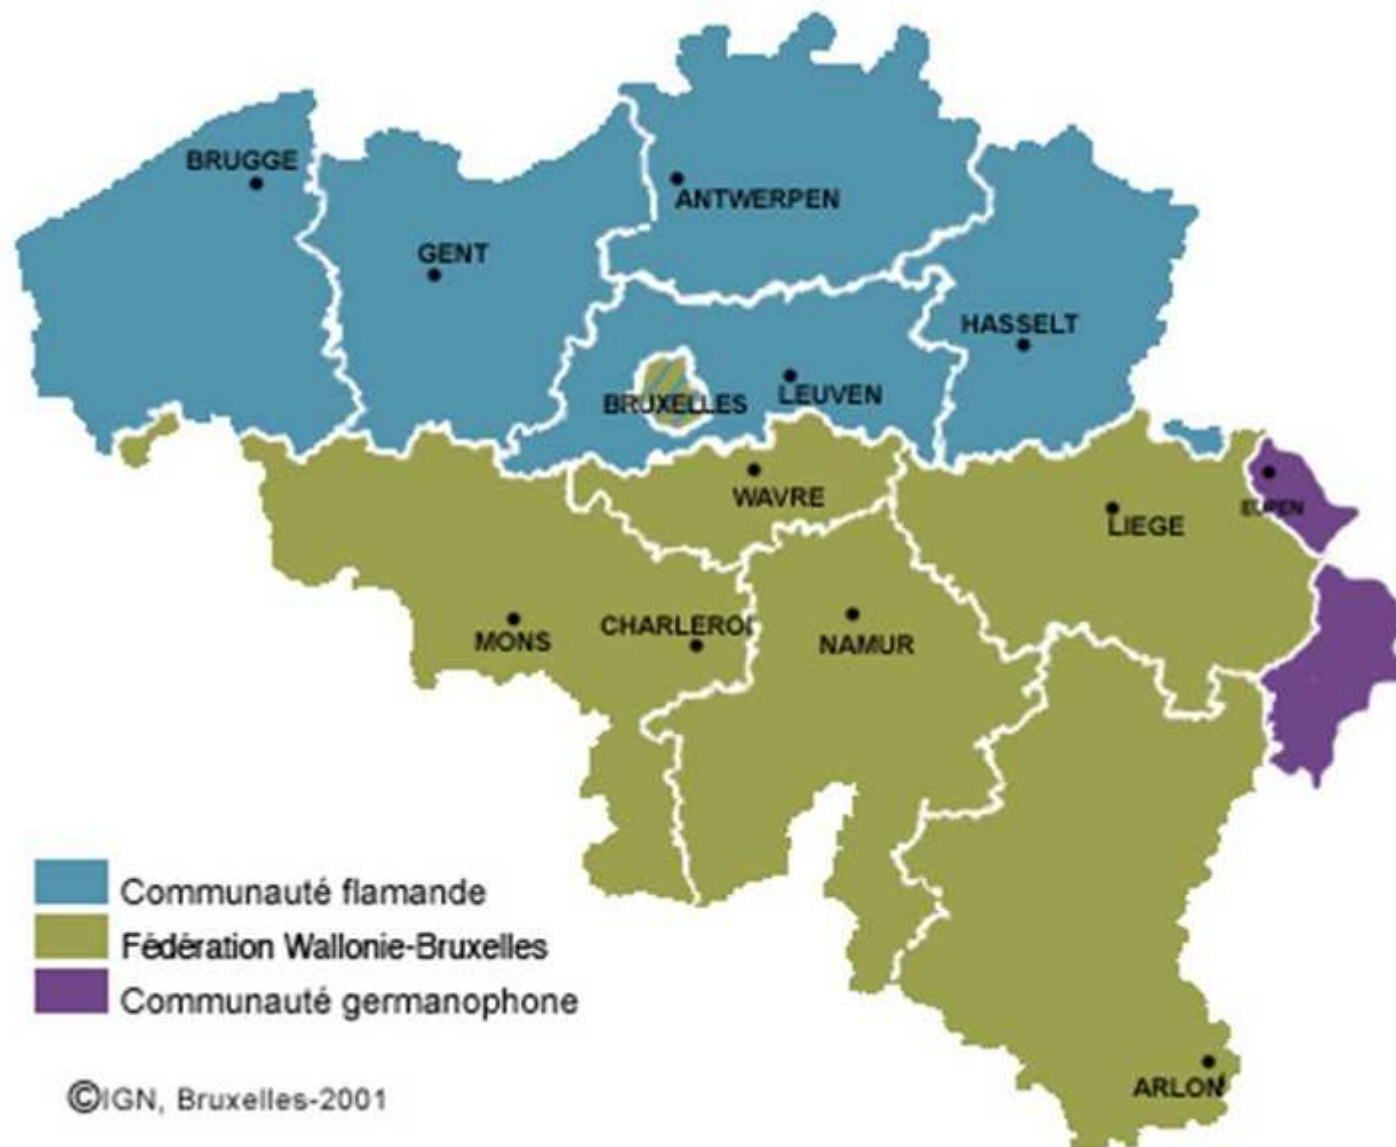 BRUGGE
ANTWERPEN
GENT
HASSELT
BRUXELLES
LEUVEN
WAVRE
EUPEN
LIEGE
MONS
CHARLEROI
NAMUR
Communauté flamande
Fédération Wallonie-Bruxelles
Communauté germanophone
ARLON
©IGN, Bruxelles-2001